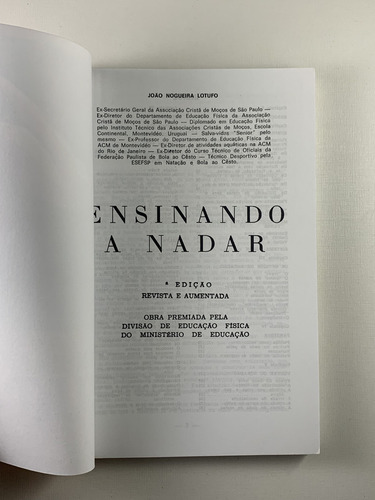 JOÃO NOGUEIRA LOTUFO
Ex-Secretário Geral da Associação Cristã de Moços de São Paulo —
Ex-Diretor do Departamento de Educação Física da Associação
Cristã de Moços de São Paulo — Diplomado em Educação Física
pelo Instituto Técnico das Associações Cristãs de Moços, Escola
Continental, Montevidéo. Uruguai — Salva-vidas "Senior" pelo
mesmo — Ex-Professor do Departamento de Educação Física da
ACM de Montevidéo — Ex-Diretor de atividades aquáticas na ACM
do Rio de Janeiro — Ex-Diretor do Curso Técnico de Oficiais da
Federação Paulista de Bola ao Cêsto — Técnico Desportivo pela
ESEFSP em Natação e Bola ao Cêsto.
ENSINANDO
A NADAR
ª EDIÇÃO
REVISTA E AUMENTADA
OBRA PREMIADA PELA
DIVISÃO DE EDUCAÇÃO FÍSICA
DO MINISTÉRIO DE EDUCAÇÃO